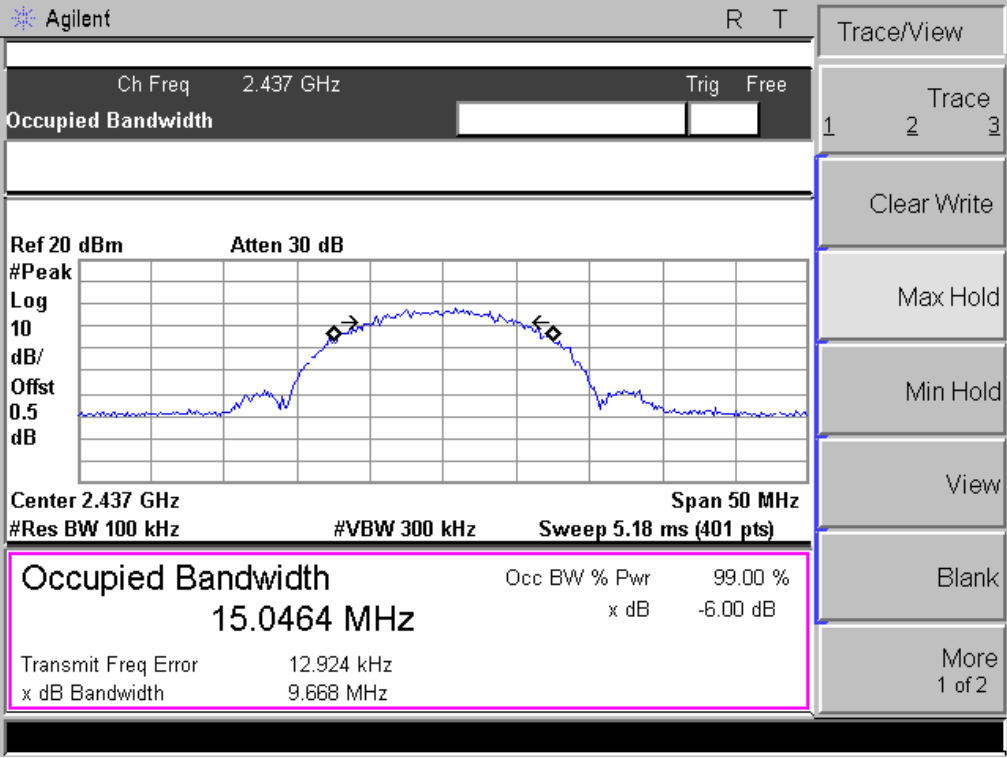 Agilent R T
Trace/View
Ch Freq 2.437 GHz Trig Free
Occupied Bandwidth
Trace
1 2 3
Clear Write
Ref 20 dBm Atten 30 dB
#Peak
Log
10
dB/
Offst
0.5
dB
Max Hold
Min Hold
View
Center 2.437 GHz Span 50 MHz
#Res BW 100 kHz #VBW 300 kHz Sweep 5.18 ms (401 pts)
Occupied Bandwidth Occ BW % Pwr 99.00 %
15.0464 MHz x dB -6.00 dB
Transmit Freq Error 12.924 kHz
x dB Bandwidth 9.668 MHz
Blank
More
1 of 2